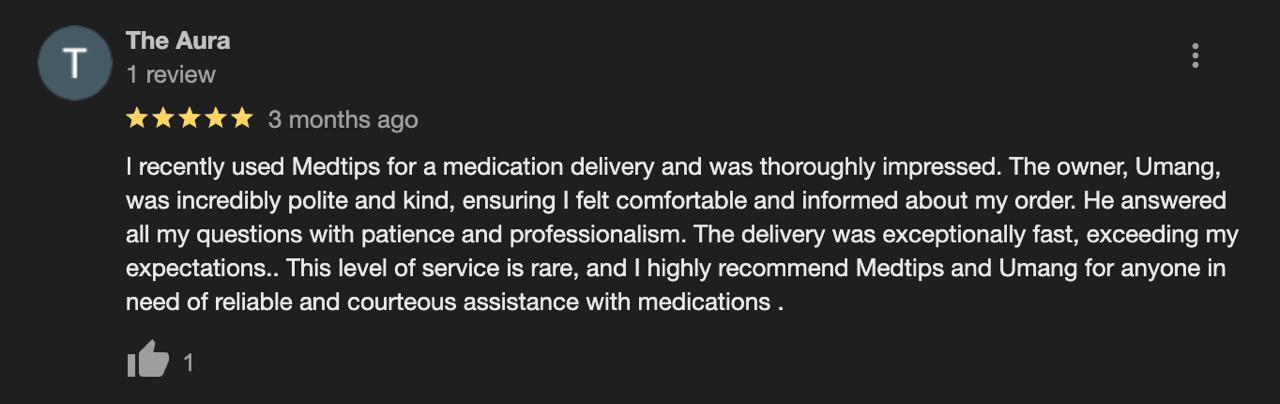 T
The Aura
1 review
3 months ago
I recently used Medtips for a medication delivery and was thoroughly impressed. The owner, Umang,
was incredibly polite and kind, ensuring I felt comfortable and informed about my order. He answered
all my questions with patience and professionalism. The delivery was exceptionally fast, exceeding my
expectations.. This level of service is rare, and I highly recommend Medtips and Umang for anyone in
need of reliable and courteous assistance with medications .
1